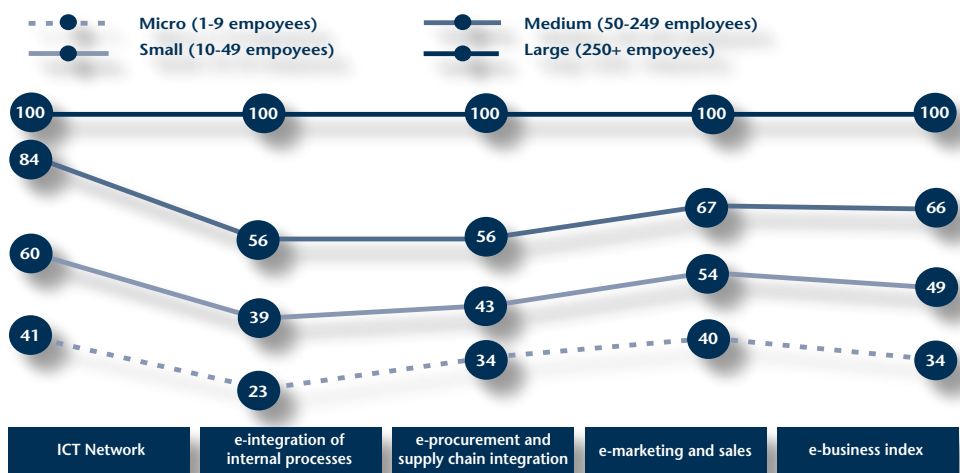 Micro (1-9 empoyees)
Medium (50-249 employees)
Small (10-49 empoyees)
Large (250+ empoyees)
100 100 100 100 100
84
67 66
56 56
60
54
49
43
39
41
40
34 34
23
ICT Network
e-integration of
internal processes
e-procurement and
supply chain integration
e-marketing and sales
e-business index